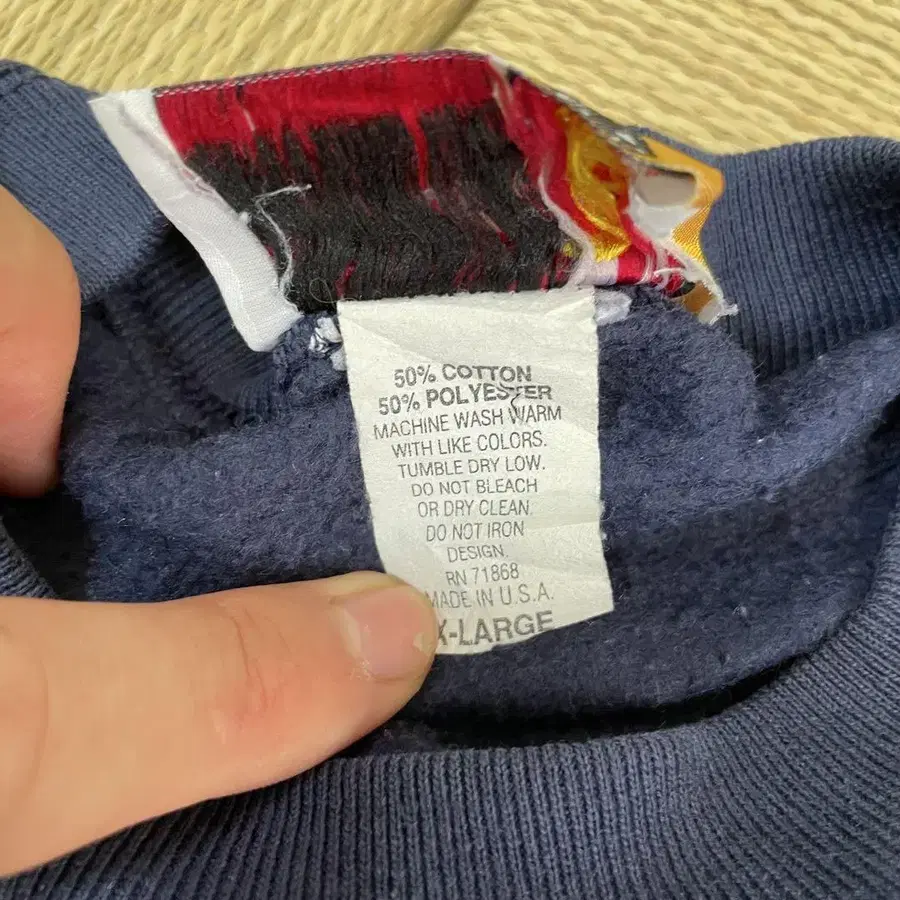 50% COTTON
50% POLYESTER
MACHINE WASH WARM
WITH LIKE COLORS.
TUMBLE DRY LOW.
DO NOT BLEACH
OR DRY CLEAN.
DO NOT IRON
DESIGN.
RN 71868
MADE IN U.S.A.
X-LARGE